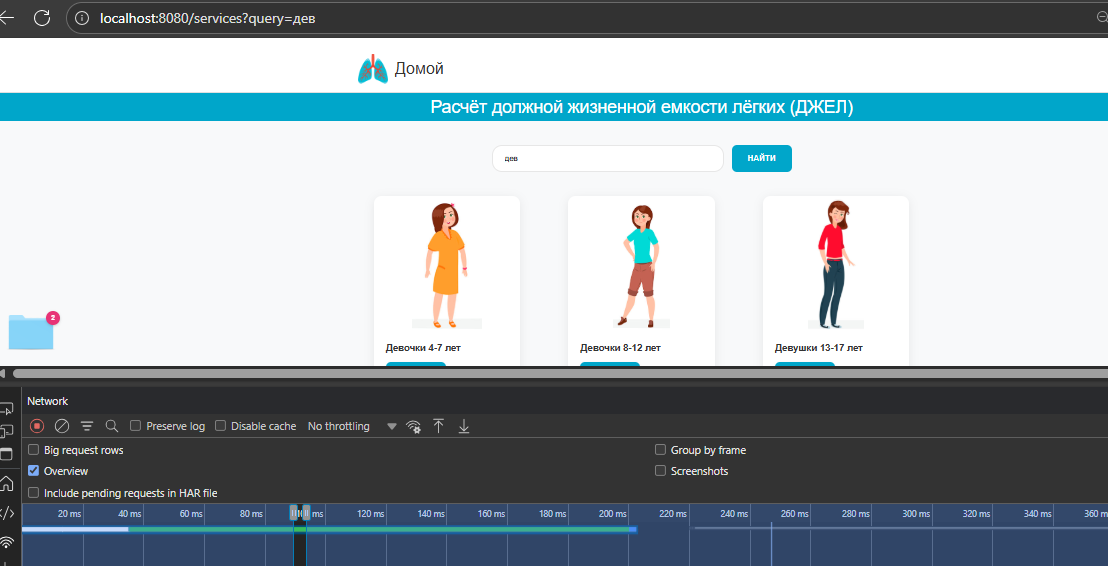 localhost:8080/services?query=дев
Домой
Расчёт должной жизненной емкости лёгких (ДЖЕЛ)
дев
НАЙТИ
2
Девочки 4-7 лет
Девочки 8-12 лет
Девушки 13-17 лет
Network
Preserve log
Disable cache
No throttling
Big request rows
Group by frame
Overview
Screenshots
Include pending requests in HAR file
20 ms
40 ms
60 ms
80 ms
ms
120 ms
140 ms
160 ms
180 ms
200 ms
220 ms
240 ms
260 ms
280 ms
300 ms
320 ms
340 ms
360 m